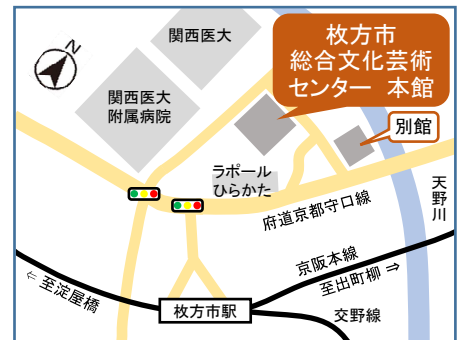 N
関西医大
枚方市
総合文化芸術
センター 本館
関西医大
附属病院
別館
ラポール
ひらかた
天野川
府道京都守口線
京阪本線
至出町柳 ⇒
⇐ 至淀屋橋
枚方市駅
交野線